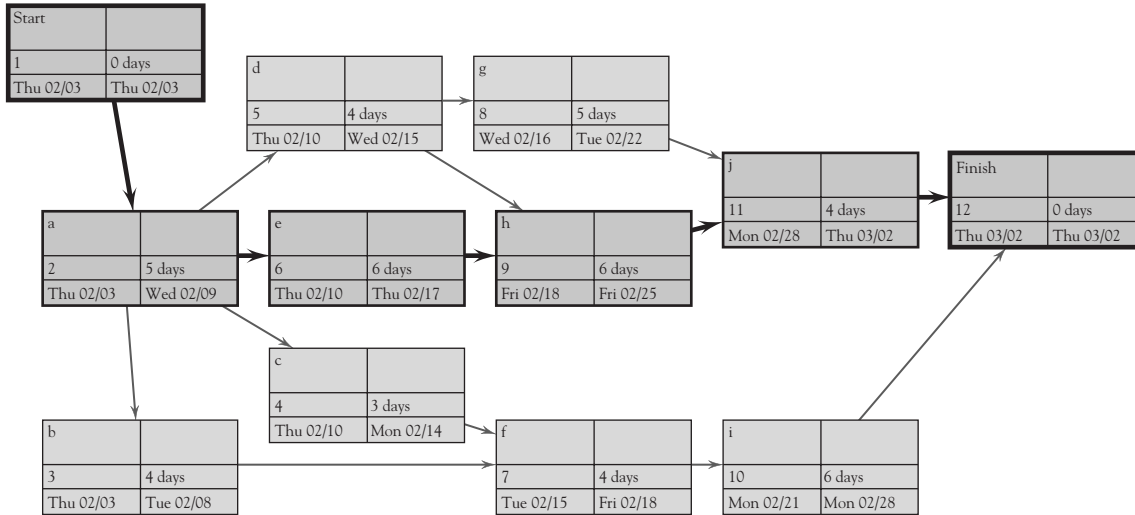 Start
1 0 days
Thu 02/03 Thu 02/03
d
5 4 days
Thu 02/10 Wed 02/15
g
8 5 days
Wed 02/16 Tue 02/22
j
11 4 days
Mon 02/28 Thu 03/02
Finish
12 0 days
Thu 03/02 Thu 03/02
a
2 5 days
Thu 02/03 Wed 02/09
e
6 6 days
Thu 02/10 Thu 02/17
h
9 6 days
Fri 02/18 Fri 02/25
c
4 3 days
Thu 02/10 Mon 02/14
b
3 4 days
Thu 02/03 Tue 02/08
f
7 4 days
Tue 02/15 Fri 02/18
i
10 6 days
Mon 02/21 Mon 02/28